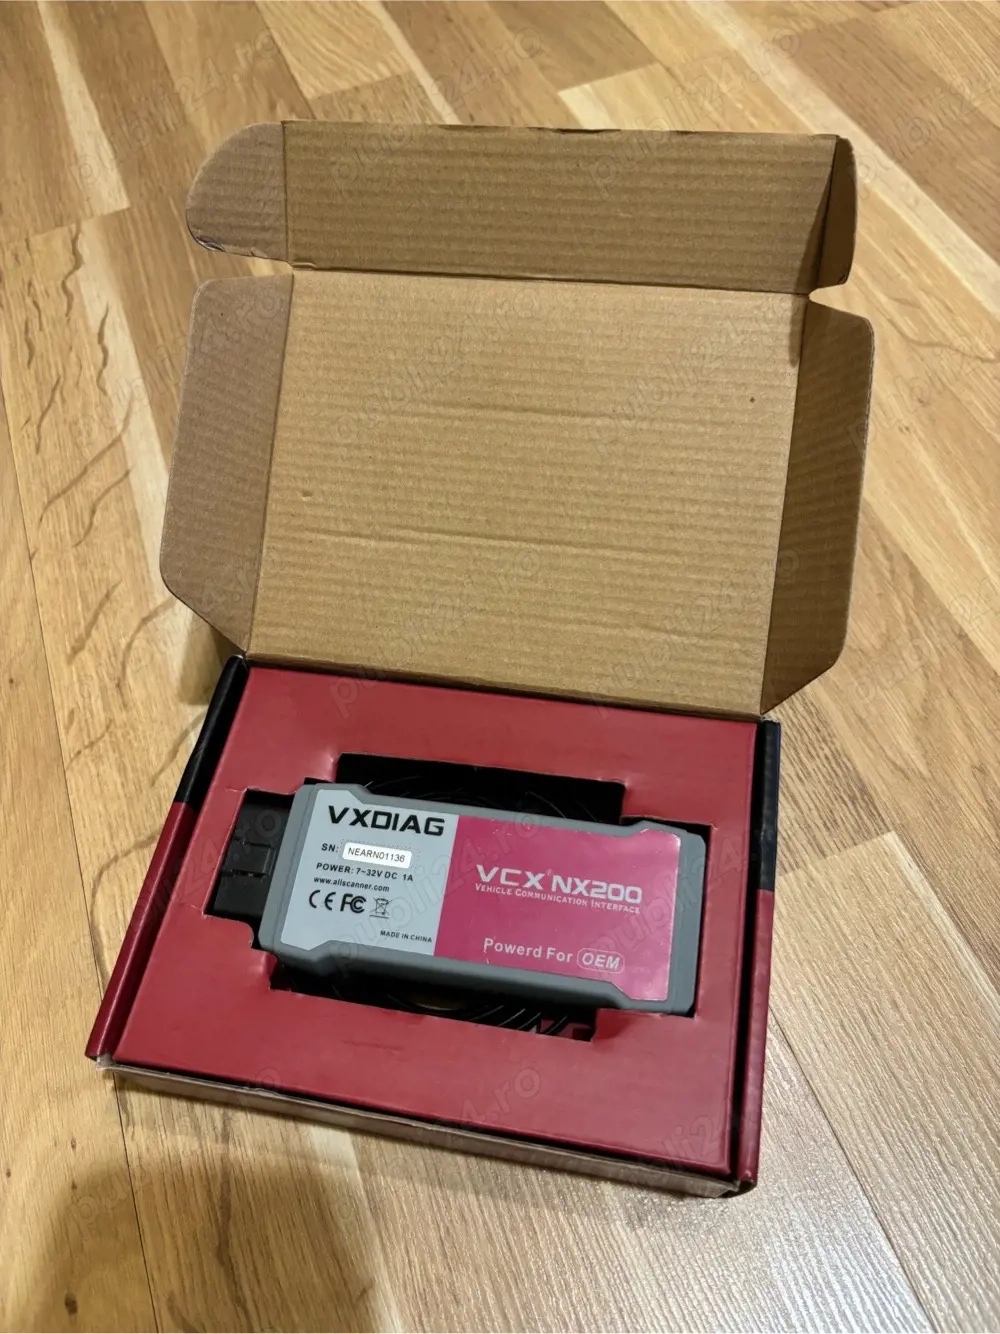 VXDIAG
SN: NEARN01136
POWER: 7~32V DC 1A
www.allscanner.com
CE FC
MADE IN CHINA
VCX NX200
VEHICLE COMMUNICATION INTERFACE
Powerd For OEM
publi24.ro